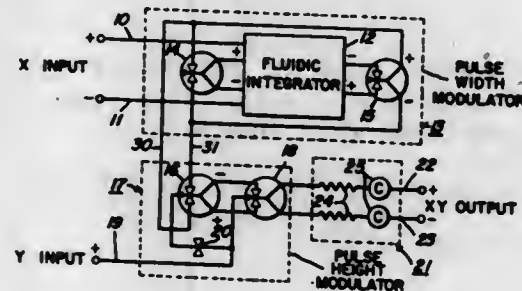 10
12
+
14
+
+
X INPUT
FLUIDIC
INTEGRATOR
-
-
+
15
-
-
11
PULSE
WIDTH
MODULATOR
13
30
31
16
-
18
17
25
22
+
24
C
C
XY OUTPUT
-
23
+
20
Y INPUT
+
19
PULSE
HEIGHT
MODULATOR
21